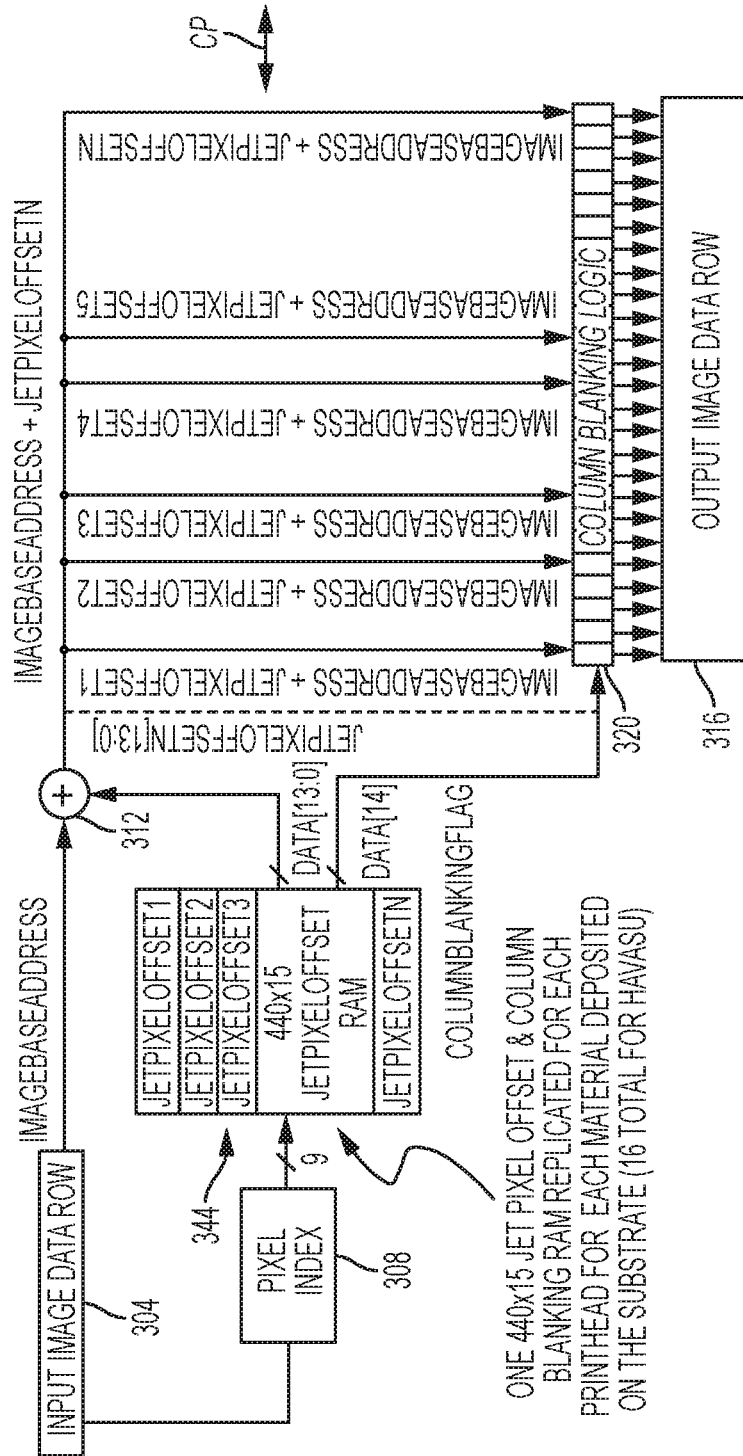 INPUT IMAGE DATA ROW
304
IMAGEBASEADDRESS
+
312
IMAGEBASEADDRESS + JETPIXELOFFSETN
CP
PIXEL
INDEX
308
9
344
JETPIXELOFFSET1
JETPIXELOFFSET2
JETPIXELOFFSET3
440x15
JETPIXELOFFSET
RAM
JETPIXELOFFSETN
DATA[13:0]
DATA[14]
COLUMNBLANKINGFLAG
JETPIXELOFFSETN[13:0]
IMAGEBASEADDRESS + JETPIXELOFFSET1
IMAGEBASEADDRESS + JETPIXELOFFSET2
IMAGEBASEADDRESS + JETPIXELOFFSET3
IMAGEBASEADDRESS + JETPIXELOFFSET4
IMAGEBASEADDRESS + JETPIXELOFFSET5
IMAGEBASEADDRESS + JETPIXELOFFSETN
COLUMN BLANKING LOGIC
320
OUTPUT IMAGE DATA ROW
316
ONE 440x15 JET PIXEL OFFSET & COLUMN
BLANKING RAM REPLICATED FOR EACH
PRINTHEAD FOR EACH MATERIAL DEPOSITED
ON THE SUBSTRATE (16 TOTAL FOR HAVASU)